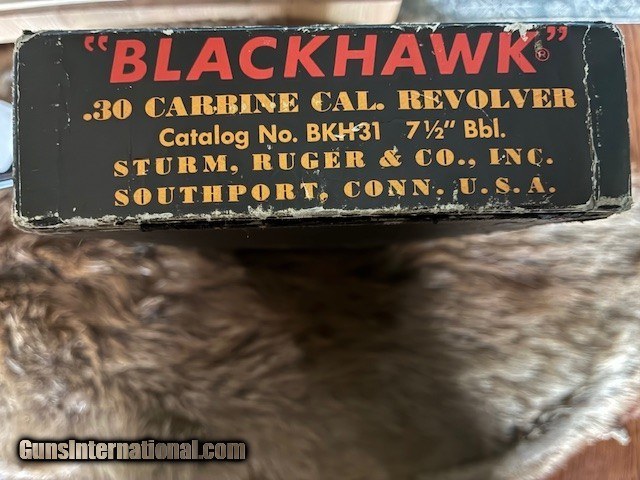 "BLACKHAWK"®
.30 CARBINE CAL. REVOLVER
Catalog No. BKH31 7½" Bbl.
STURM, RUGER & CO., INC.
SOUTHPORT, CONN. U. S. A.
GunsInternational.com